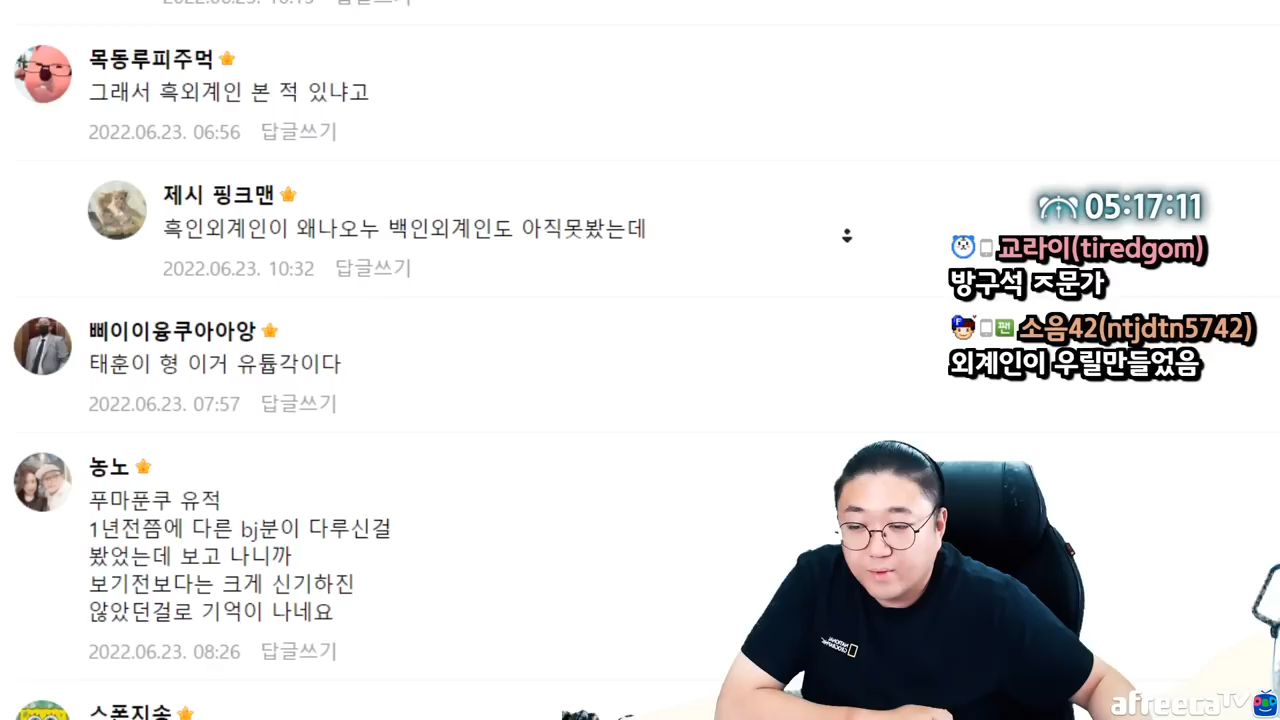 목동루피주먹
그래서 흑외계인 본 적 있냐고
2022.06.23. 06:56 답글쓰기
제시 핑크맨
흑인외계인이 왜나오누 백인외계인도 아직못봤는데
2022.06.23. 10:32 답글쓰기
삐이이융쿠아아앙
태훈이 형 이거 유튭각이다
2022.06.23. 07:57 답글쓰기
농노
푸마푼쿠 유적
1년전쯤에 다른 bj분이 다루신걸
봤었는데 보고 나니까
보기전보다는 크게 신기하진
않았던걸로 기억이 나네요
2022.06.23. 08:26 답글쓰기
05:17:11
교라이(tiredgom)
방구석 ㅈ문가
소음42(ntjdtn5742)
외계인이 우릴만들었음
afreecaTV